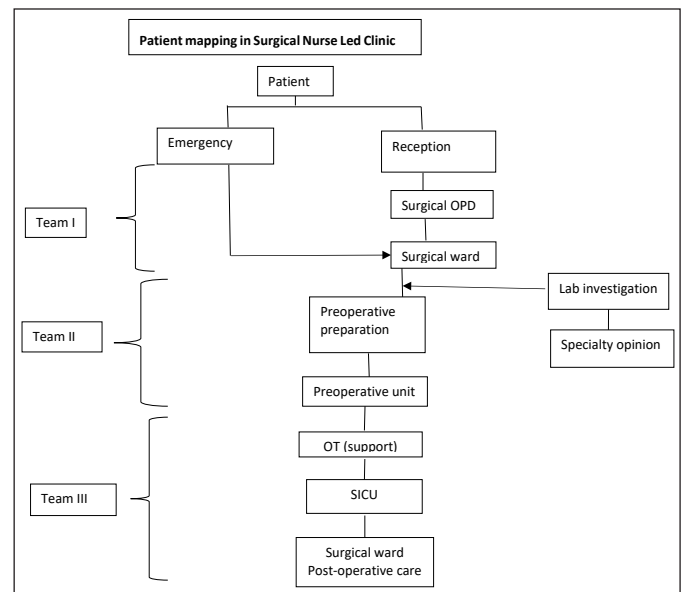 Patient mapping in Surgical Nurse Led Clinic
Patient
Emergency
Reception
Surgical OPD
Team I
Surgical ward
Lab investigation
Preoperative
preparation
Team II
Specialty opinion
Preoperative unit
OT (support)
Team III
SICU
Surgical ward
Post-operative care